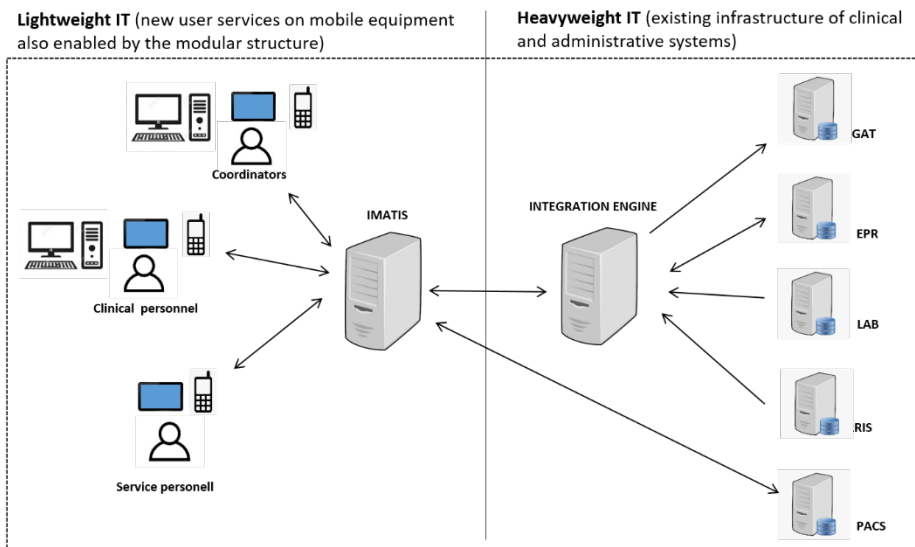 Lightweight IT (new user services on mobile equipment
also enabled by the modular structure)
Heavyweight IT (existing infrastructure of clinical
and administrative systems)
Coordinators
Clinical personnel
Service personell
IMATIS
INTEGRATION ENGINE
GAT
EPR
LAB
RIS
PACS